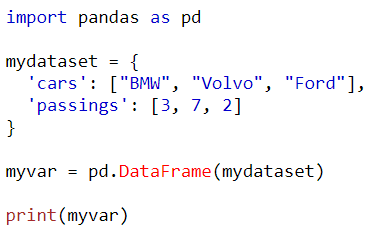 import pandas as pd
mydataset = {
  'cars': ["BMW", "Volvo", "Ford"],
  'passings': [3, 7, 2]
}
myvar = pd.DataFrame(mydataset)
print(myvar)